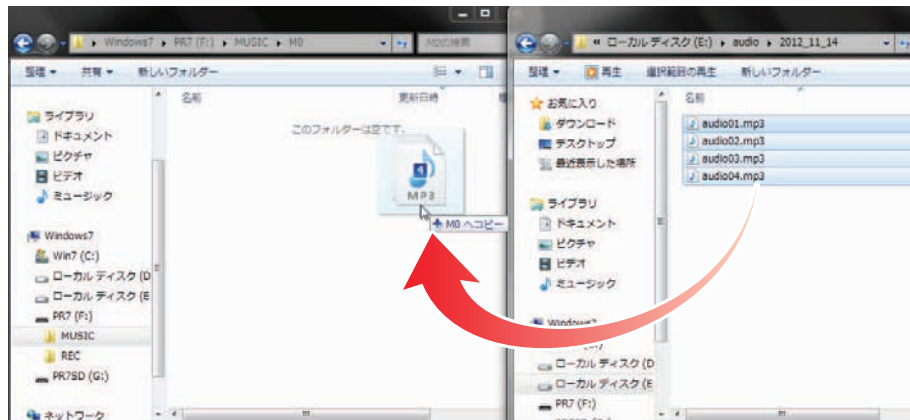 Windows7 ▸ PR7 (F:) ▸ MUSIC ▸ M0
M0の検索
整理 共有 新しいフォルダー
名前 更新日時
このフォルダーは空です。
ライブラリ
ドキュメント
ピクチャ
ビデオ
ミュージック
Windows7
Win7 (C:)
ローカル ディスク (D
ローカル ディスク (E
PR7 (F:)
MUSIC
REC
PR7SD (G:)
ネットワーク
4
MP3
M0 へコピー
« ローカル ディスク (E:) ▸ audio ▸ 2012_11_14
整理 再生 選択範囲の再生 新しいフォルダー
お気に入り
ダウンロード
デスクトップ
最近表示した場所
ライブラリ
ドキュメント
ピクチャ
ビデオ
ミュージック
Windows7
ローカル ディスク (D
ローカル ディスク (E
PR7 (F:)
名前
audio01.mp3
audio02.mp3
audio03.mp3
audio04.mp3